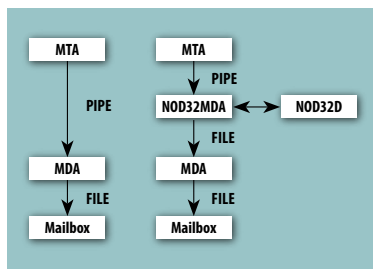 MTA
PIPE
MDA
FILE
Mailbox
MTA
PIPE
NOD32MDA
NOD32D
FILE
MDA
FILE
Mailbox